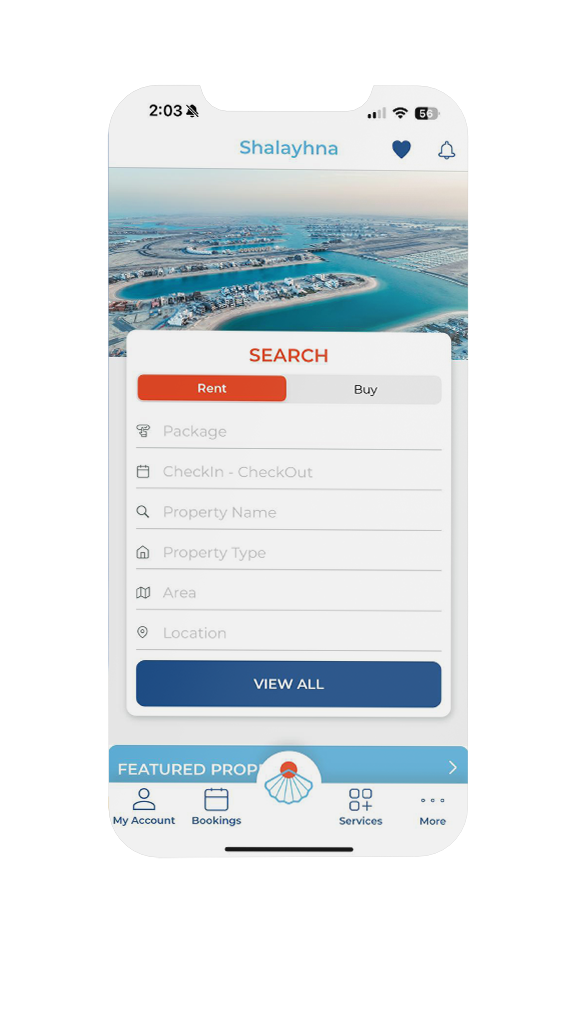 2:03
56
Shalayhna
SEARCH
Rent
Buy
Package
CheckIn - CheckOut
Property Name
Property Type
Area
Location
VIEW ALL
FEATURED PROP
My Account
Bookings
Services
More